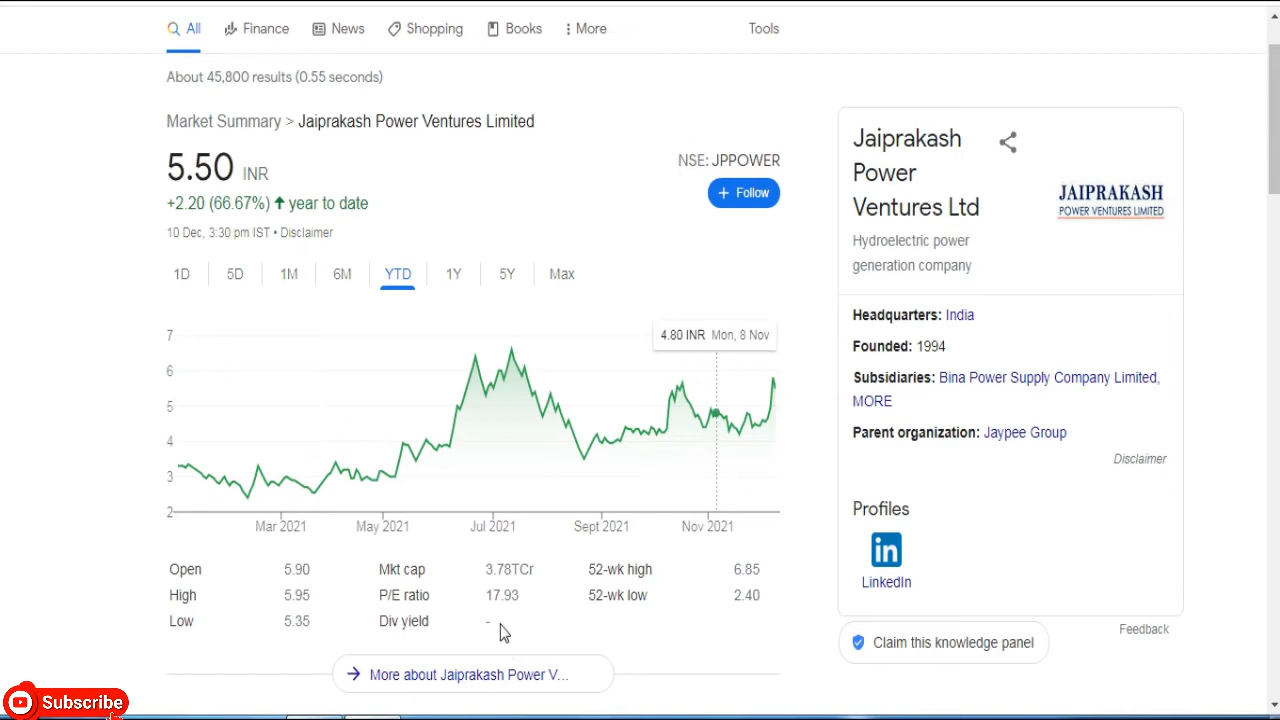 All
Finance
News
Shopping
Books
More
Tools
About 45,800 results (0.55 seconds)
Market Summary > Jaiprakash Power Ventures Limited
5.50 INR
NSE: JPPOWER
+ Follow
+2.20 (66.67%) ↑ year to date
10 Dec, 3:30 pm IST • Disclaimer
1D 5D 1M 6M YTD 1Y 5Y Max
4.80 INR Mon, 8 Nov
7
6
5
4
3
2
Mar 2021 May 2021 Jul 2021 Sept 2021 Nov 2021
Open 5.90 Mkt cap 3.78TCr 52-wk high 6.85
High 5.95 P/E ratio 17.93 52-wk low 2.40
Low 5.35 Div yield -
More about Jaiprakash Power V...
Jaiprakash
Power
Ventures Ltd
JAIPRAKASH
POWER VENTURES LIMITED
Hydroelectric power
generation company
Headquarters: India
Founded: 1994
Subsidiaries: Bina Power Supply Company Limited,
MORE
Parent organization: Jaypee Group
Disclaimer
Profiles
in
LinkedIn
Claim this knowledge panel
Feedback
Subscribe